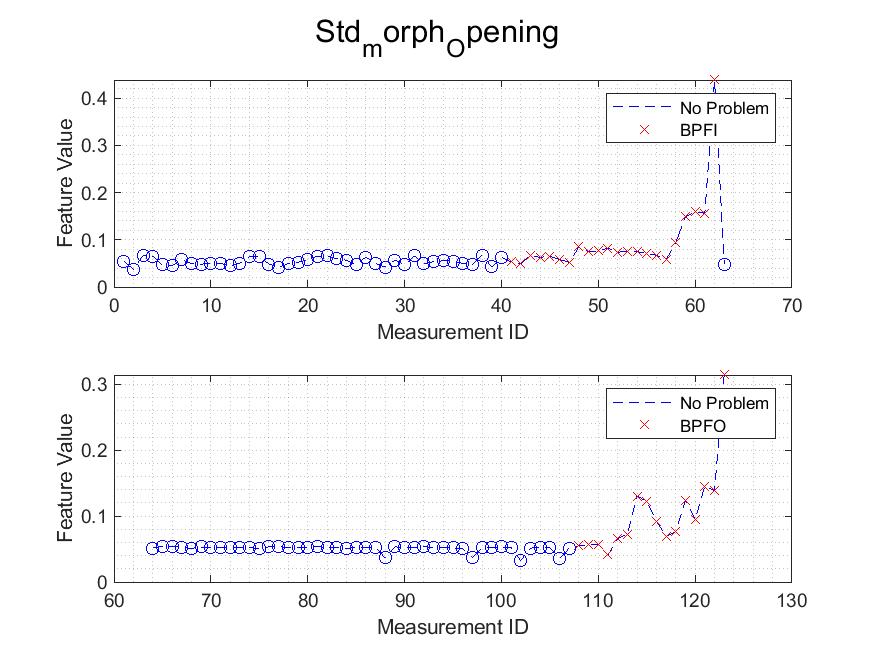 Std_morph_Opening
0.4
0.3
0.2
0.1
0
Feature Value
No Problem
BPFI
0 10 20 30 40 50 60 70
Measurement ID
0.3
0.2
0.1
0
Feature Value
No Problem
BPFO
60 70 80 90 100 110 120 130
Measurement ID